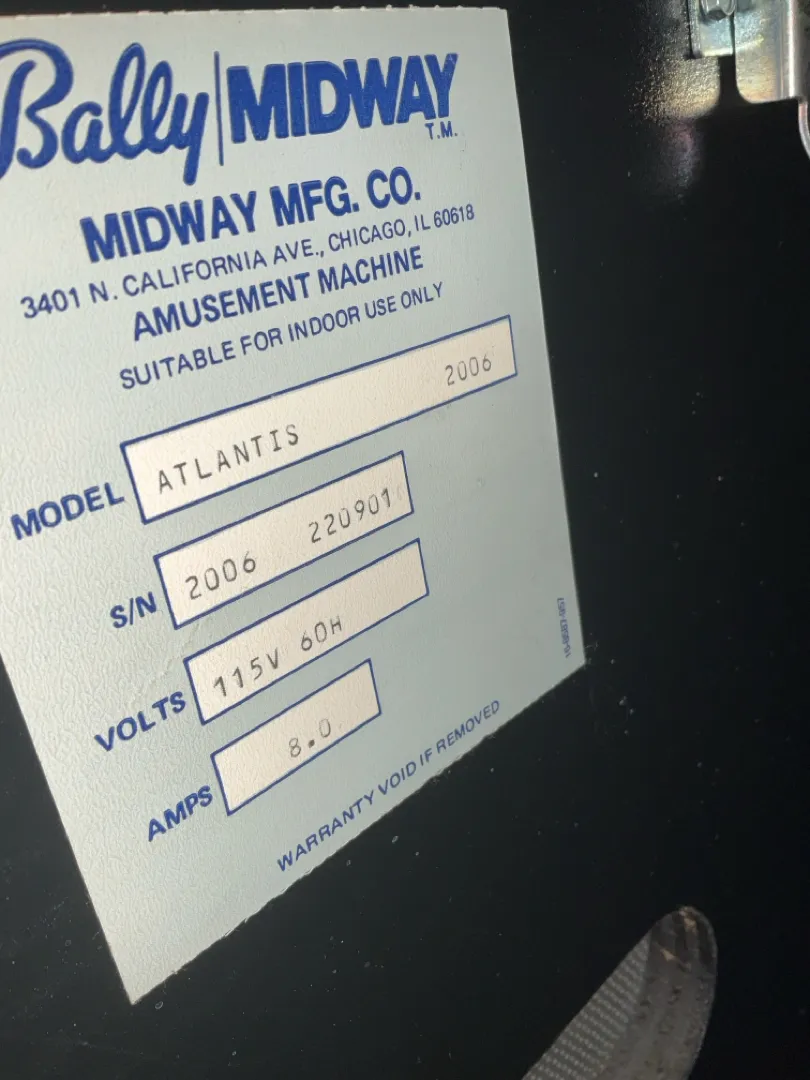 Bally | MIDWAY
T.M.
MIDWAY MFG. CO.
3401 N. CALIFORNIA AVE., CHICAGO, IL 60618
AMUSEMENT MACHINE
SUITABLE FOR INDOOR USE ONLY
MODEL ATLANTIS 2006
S/N 2006 220901
VOLTS 115V 60H
AMPS 8.0
WARRANTY VOID IF REMOVED